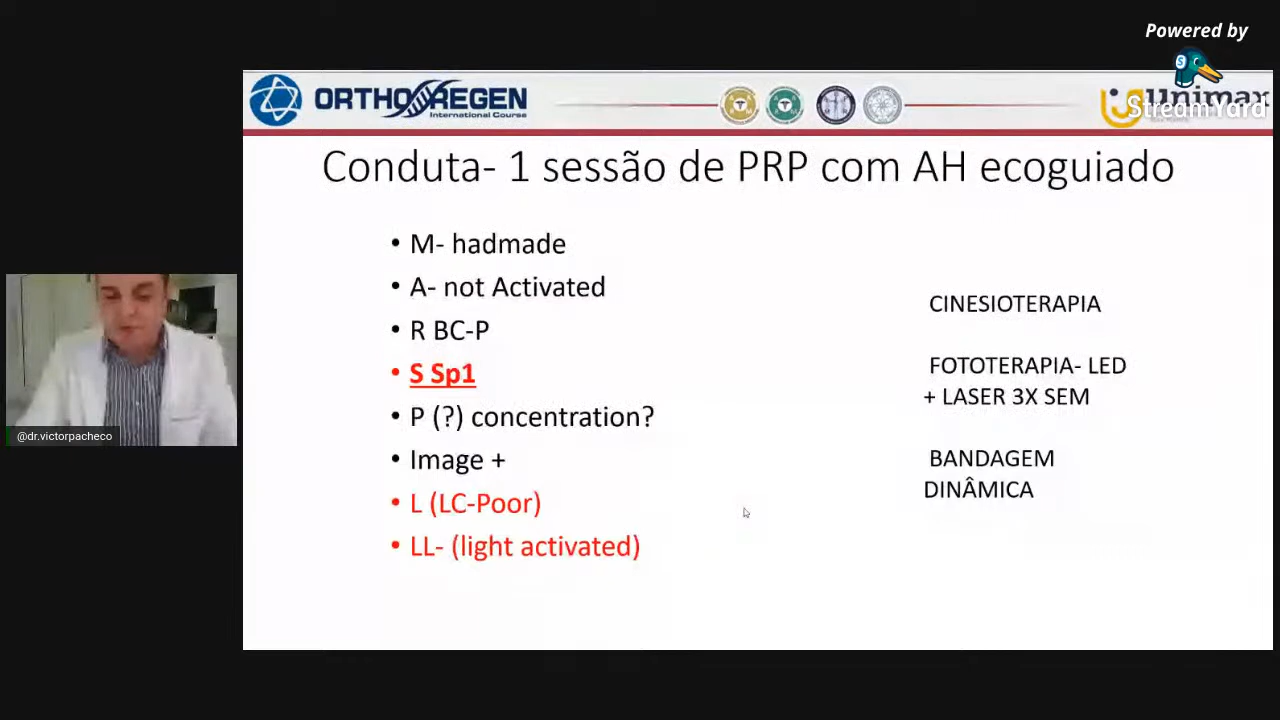 Powered by
StreamYard
ORTHOREGEN
International Course
Unimax
Conduta- 1 sessão de PRP com AH ecoguiado
• M- hadmade
• A- not Activated
• R BC-P
• S Sp1
• P (?) concentration?
• Image +
• L (LC-Poor)
• LL- (light activated)
CINESIOTERAPIA
FOTOTERAPIA- LED
+ LASER 3X SEM
BANDAGEM
DINÂMICA
@dr.victorpacheco